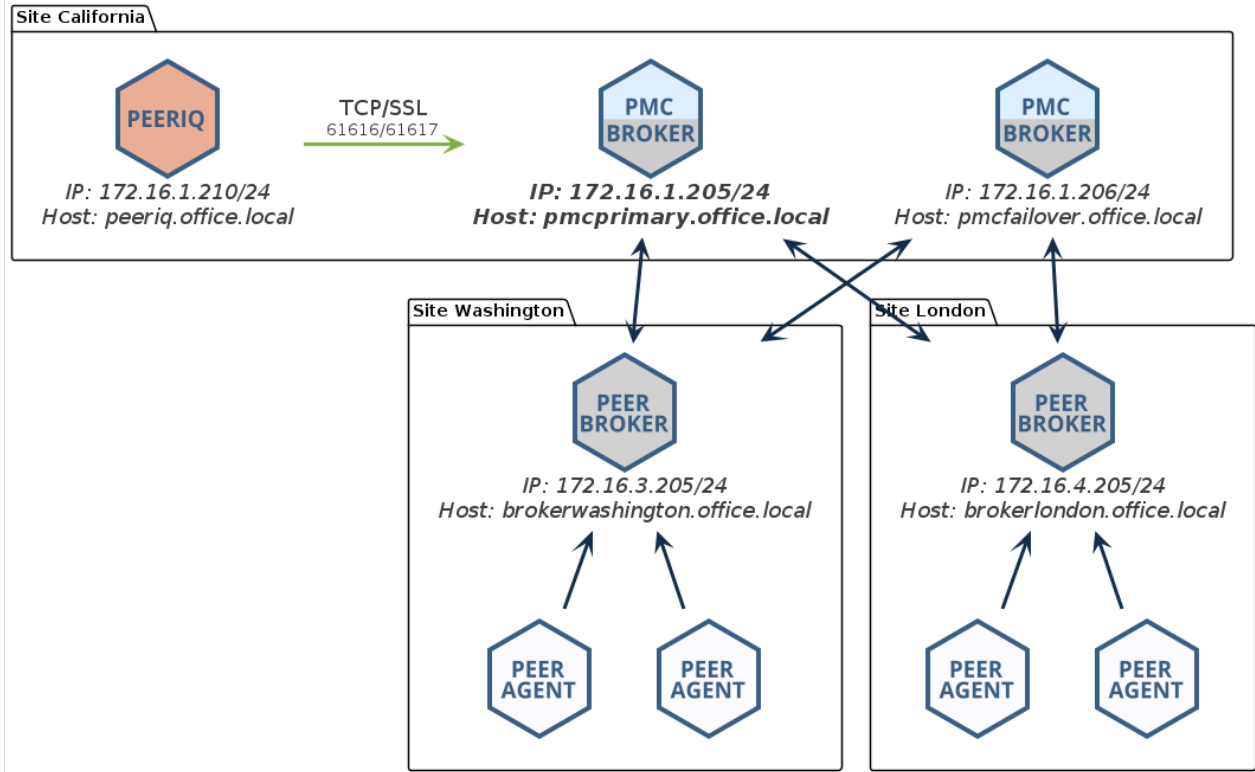 Site California
PEERIQ
TCP/SSL
61616/61617
PMC
BROKER
PMC
BROKER
IP: 172.16.1.210/24
Host: peeriq.office.local
IP: 172.16.1.205/24
Host: pmcprimary.office.local
IP: 172.16.1.206/24
Host: pmcfailover.office.local
Site Washington
PEER
BROKER
IP: 172.16.3.205/24
Host: brokerwashington.office.local
PEER
AGENT
PEER
AGENT
Site London
PEER
BROKER
IP: 172.16.4.205/24
Host: brokerlondon.office.local
PEER
AGENT
PEER
AGENT